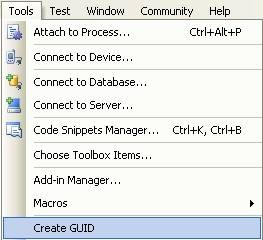 Tools Test Window Community Help
Attach to Process... Ctrl+Alt+P
Connect to Device...
Connect to Database...
Connect to Server...
Code Snippets Manager... Ctrl+K, Ctrl+B
Choose Toolbox Items...
Add-in Manager...
Macros
Create GUID